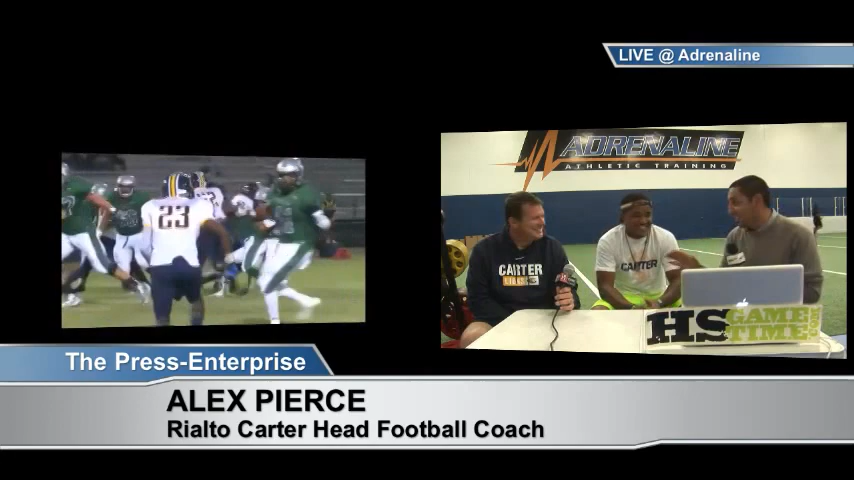 LIVE @ Adrenaline
ADRENALINE
ATHLETIC TRAINING
23
CARTER
CARTER
HS GAME
TIME.com
The Press-Enterprise
ALEX PIERCE
Rialto Carter Head Football Coach